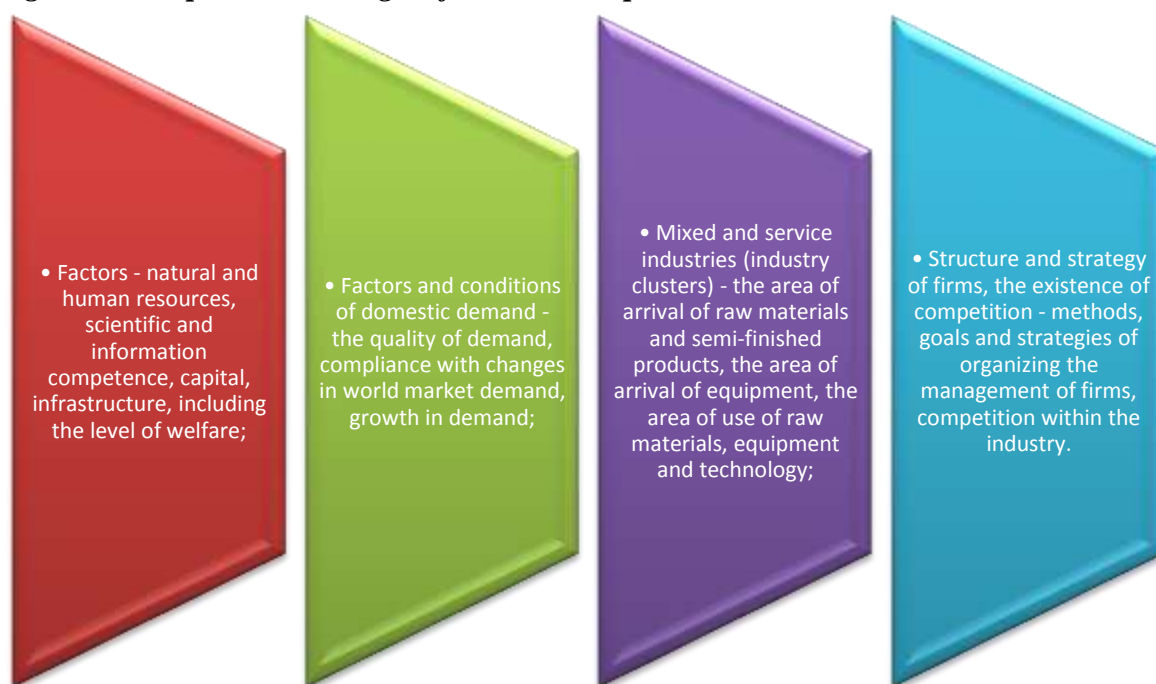 • Factors - natural and
human resources,
scientific and
information
competence, capital,
infrastructure, including
the level of welfare;
• Factors and conditions
of domestic demand -
the quality of demand,
compliance with changes
in world market demand,
growth in demand;
• Mixed and service
industries (industry
clusters) - the area of
arrival of raw materials
and semi-finished
products, the area of
arrival of equipment, the
area of use of raw
materials, equipment
and technology;
• Structure and strategy
of firms, the existence of
competition - methods,
goals and strategies of
organizing the
management of firms,
competition within the
industry.